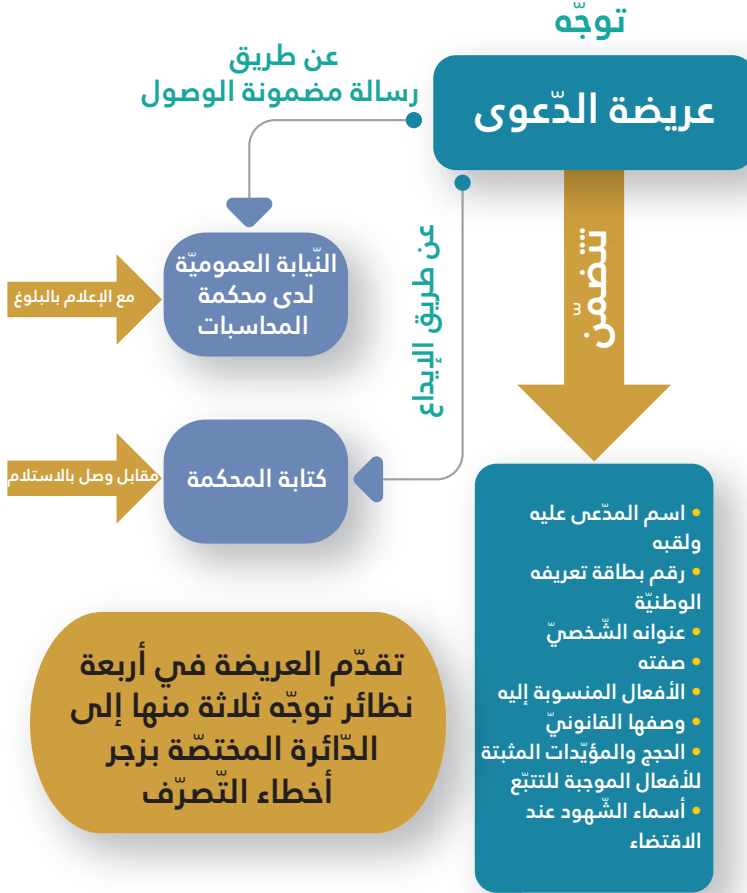 توجّه
عريضة الدّعوى
عن طريق
رسالة مضمونة الوصول
النّيابة العموميّة
لدى محكمة
المحاسبات
مع الإعلام بالبلوغ
عن طريق الإيداع
كتابة المحكمة
مقابل وصل بالاستلام
تتضمّن
• اسم المدّعى عليه
ولقبه
• رقم بطاقة تعريفه
الوطنيّة
• عنوانه الشّخصيّ
• صفته
• الأفعال المنسوبة إليه
• وصفها القانونيّ
• الحجج والمؤيّدات المثبتة
للأفعال الموجبة للتتبّع
• أسماء الشّهود عند
الاقتضاء
تقدّم العريضة في أربعة
نظائر توجّه ثلاثة منها إلى
الدّائرة المختصّة بزجر
أخطاء التّصرّف